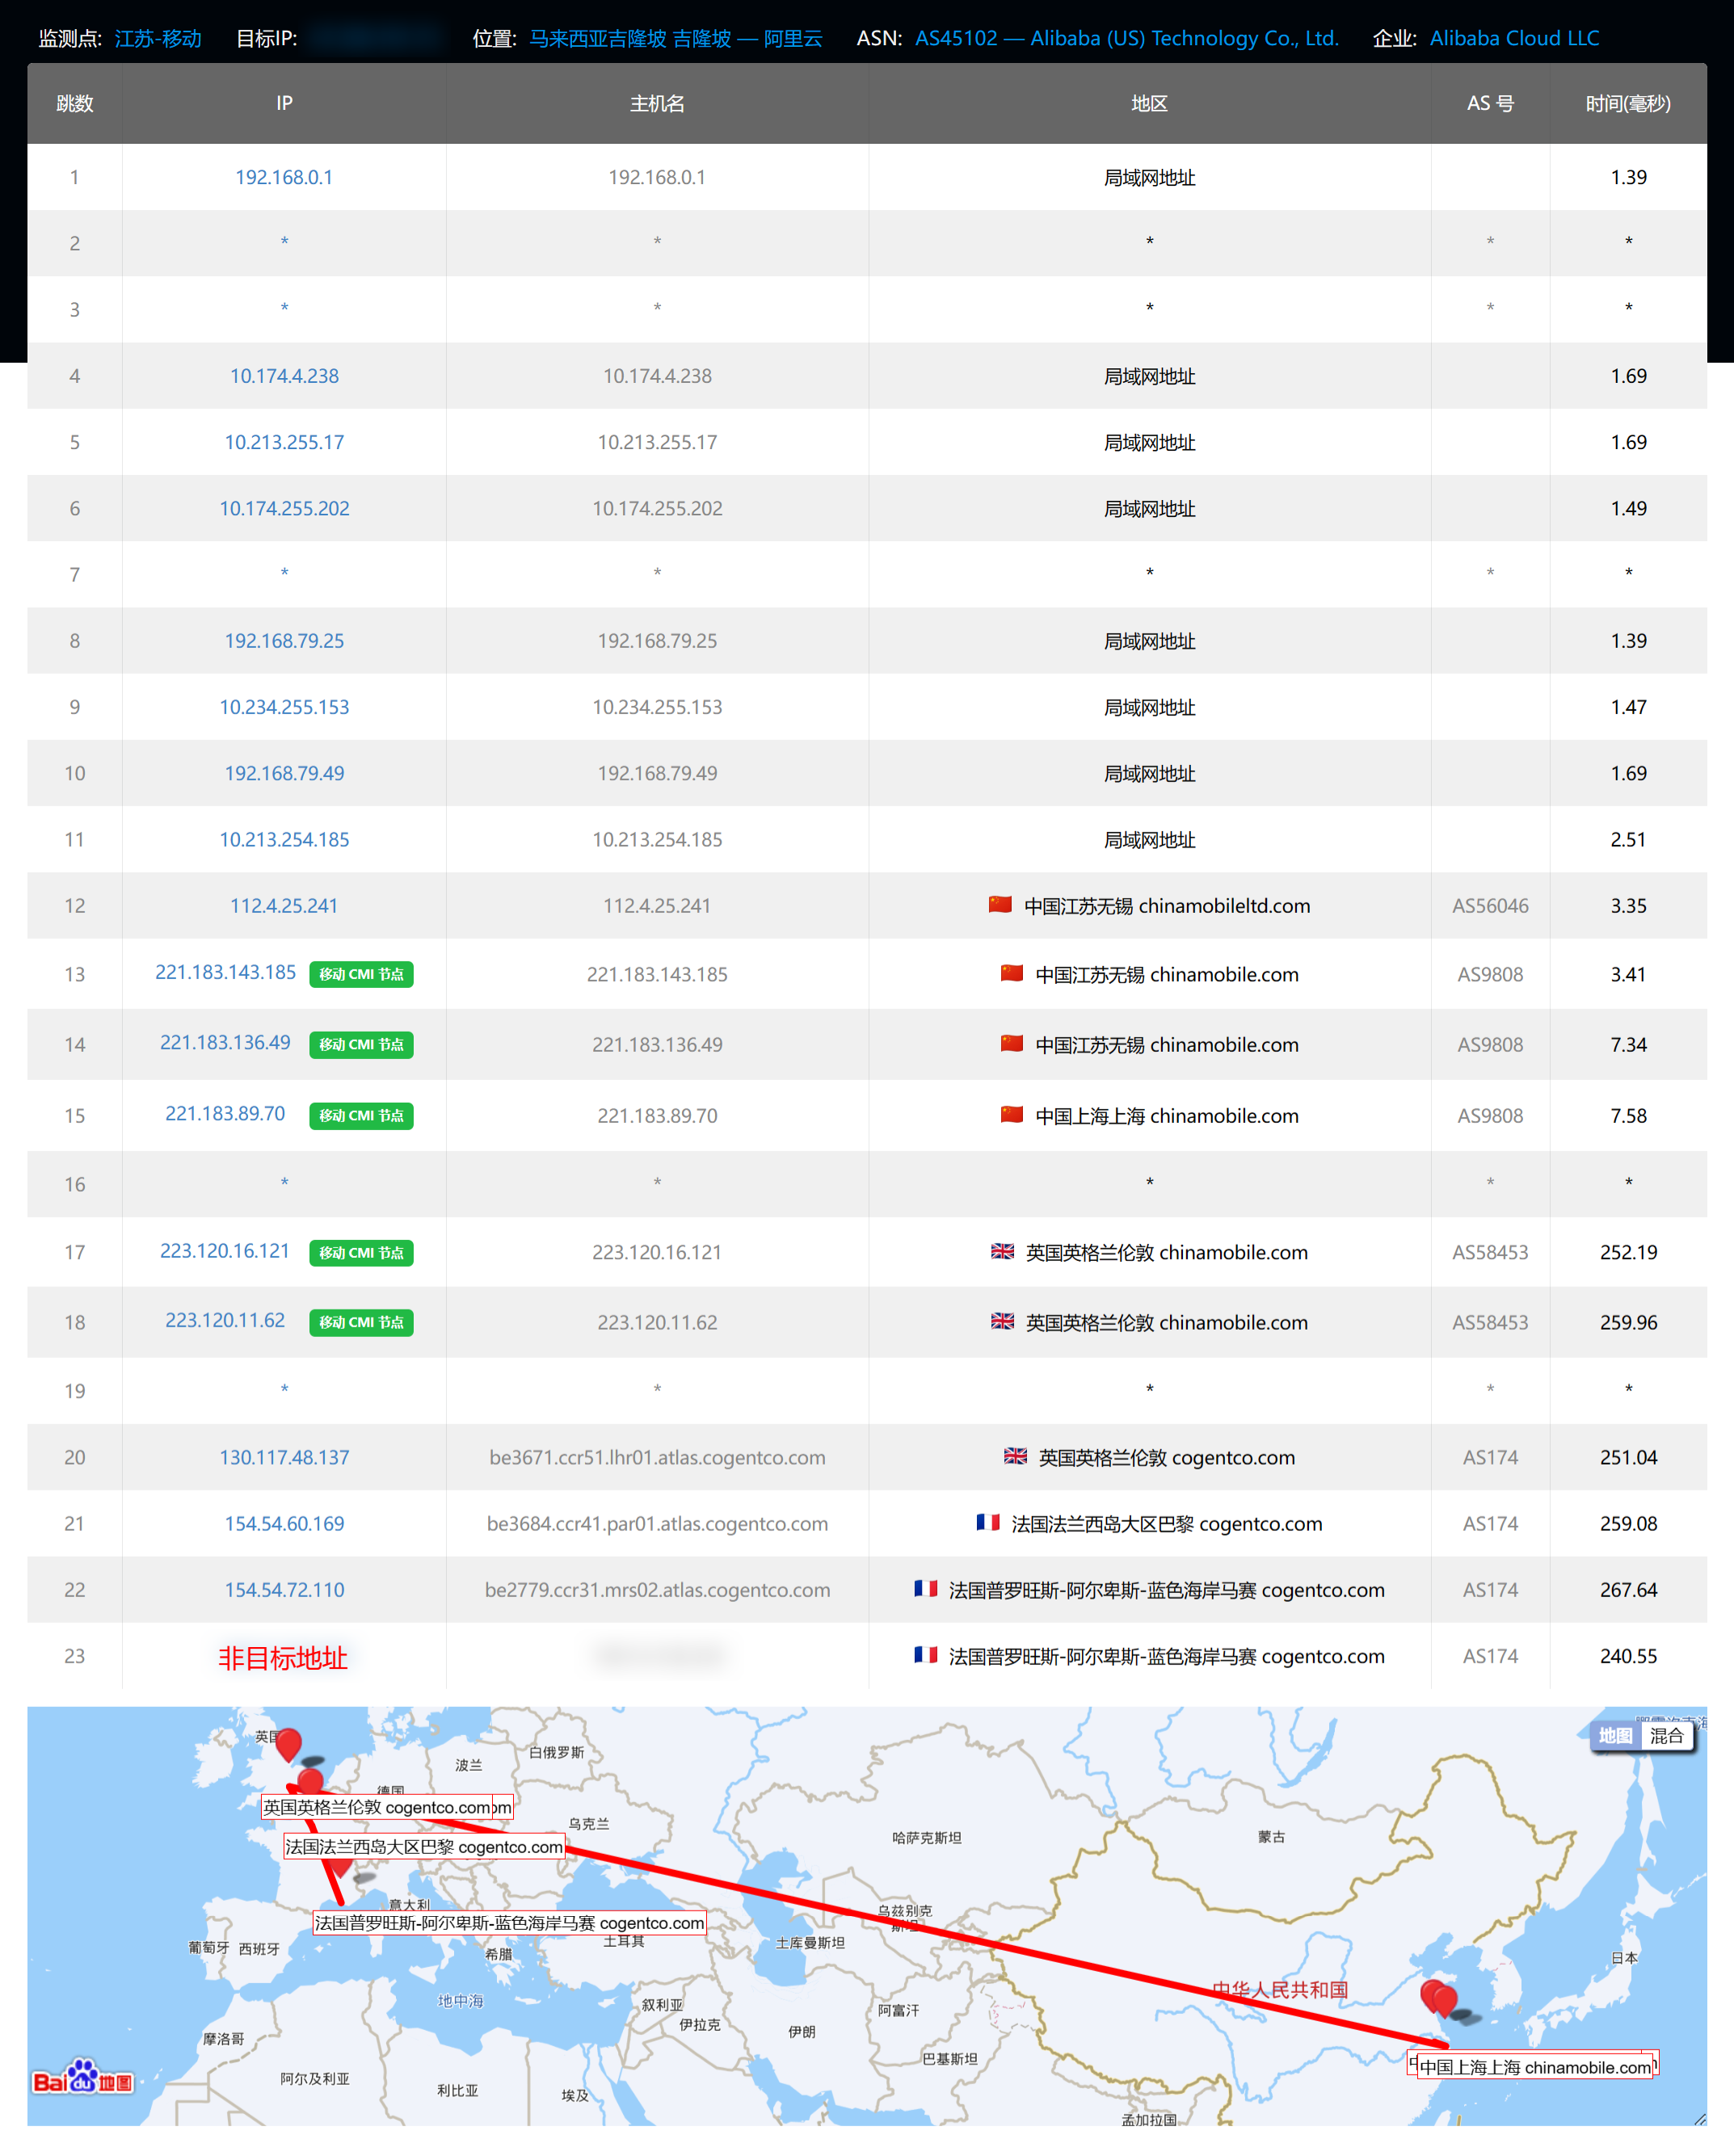 监测点: 江苏-移动 目标IP: 位置: 马来西亚吉隆坡 吉隆坡 — 阿里云 ASN: AS45102 — Alibaba (US) Technology Co., Ltd. 企业: Alibaba Cloud LLC
跳数 IP 主机名 地区 AS 号 时间(毫秒)
1 192.168.0.1 192.168.0.1 局域网地址 1.39
2 * * * * *
3 * * * * *
4 10.174.4.238 10.174.4.238 局域网地址 1.69
5 10.213.255.17 10.213.255.17 局域网地址 1.69
6 10.174.255.202 10.174.255.202 局域网地址 1.49
7 * * * * *
8 192.168.79.25 192.168.79.25 局域网地址 1.39
9 10.234.255.153 10.234.255.153 局域网地址 1.47
10 192.168.79.49 192.168.79.49 局域网地址 1.69
11 10.213.254.185 10.213.254.185 局域网地址 2.51
12 112.4.25.241 112.4.25.241 中国江苏无锡 chinamobileltd.com AS56046 3.35
13 221.183.143.185 移动 CMI 节点 221.183.143.185 中国江苏无锡 chinamobile.com AS9808 3.41
14 221.183.136.49 移动 CMI 节点 221.183.136.49 中国江苏无锡 chinamobile.com AS9808 7.34
15 221.183.89.70 移动 CMI 节点 221.183.89.70 中国上海上海 chinamobile.com AS9808 7.58
16 * * * * *
17 223.120.16.121 移动 CMI 节点 223.120.16.121 英国英格兰伦敦 chinamobile.com AS58453 252.19
18 223.120.11.62 移动 CMI 节点 223.120.11.62 英国英格兰伦敦 chinamobile.com AS58453 259.96
19 * * * * *
20 130.117.48.137 be3671.ccr51.lhr01.atlas.cogentco.com 英国英格兰伦敦 cogentco.com AS174 251.04
21 154.54.60.169 be3684.ccr41.par01.atlas.cogentco.com 法国法兰西岛大区巴黎 cogentco.com AS174 259.08
22 154.54.72.110 be2779.ccr31.mrs02.atlas.cogentco.com 法国普罗旺斯-阿尔卑斯-蓝色海岸马赛 cogentco.com AS174 267.64
23 非目标地址 法国普罗旺斯-阿尔卑斯-蓝色海岸马赛 cogentco.com AS174 240.55
地图 混合
英国
白俄罗斯
波兰
德国
英国英格兰伦敦 cogentco.com
乌克兰
哈萨克斯坦
蒙古
法国法兰西岛大区巴黎 cogentco.com
意大利
乌兹别克
斯坦
法国普罗旺斯-阿尔卑斯-蓝色海岸马赛 cogentco.com
葡萄牙 西班牙
希腊
土耳其
土库曼斯坦
日本
中华人民共和国
地中海
叙利亚
阿富汗
伊拉克
伊朗
摩洛哥
巴基斯坦
中国上海上海 chinamobile.com
Bai du 地图
阿尔及利亚
利比亚
埃及
孟加拉国